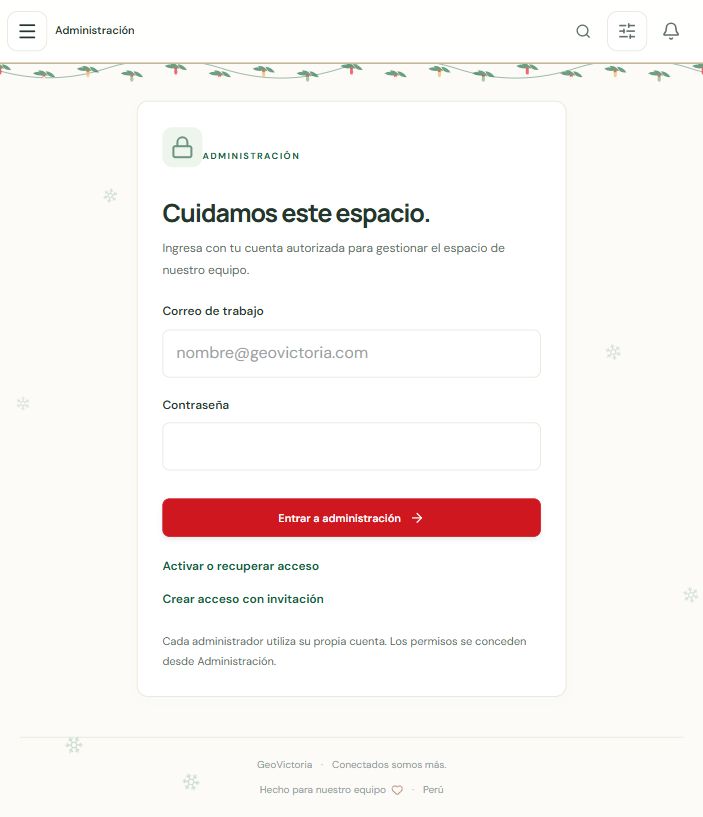 Administración
ADMINISTRACIÓN
Cuidamos este espacio.
Ingresa con tu cuenta autorizada para gestionar el espacio de
nuestro equipo.
Correo de trabajo
nombre@geovictoria.com
Contraseña
Entrar a administración
Activar o recuperar acceso
Crear acceso con invitación
Cada administrador utiliza su propia cuenta. Los permisos se conceden
desde Administración.
GeoVictoria · Conectados somos más.
Hecho para nuestro equipo · Perú